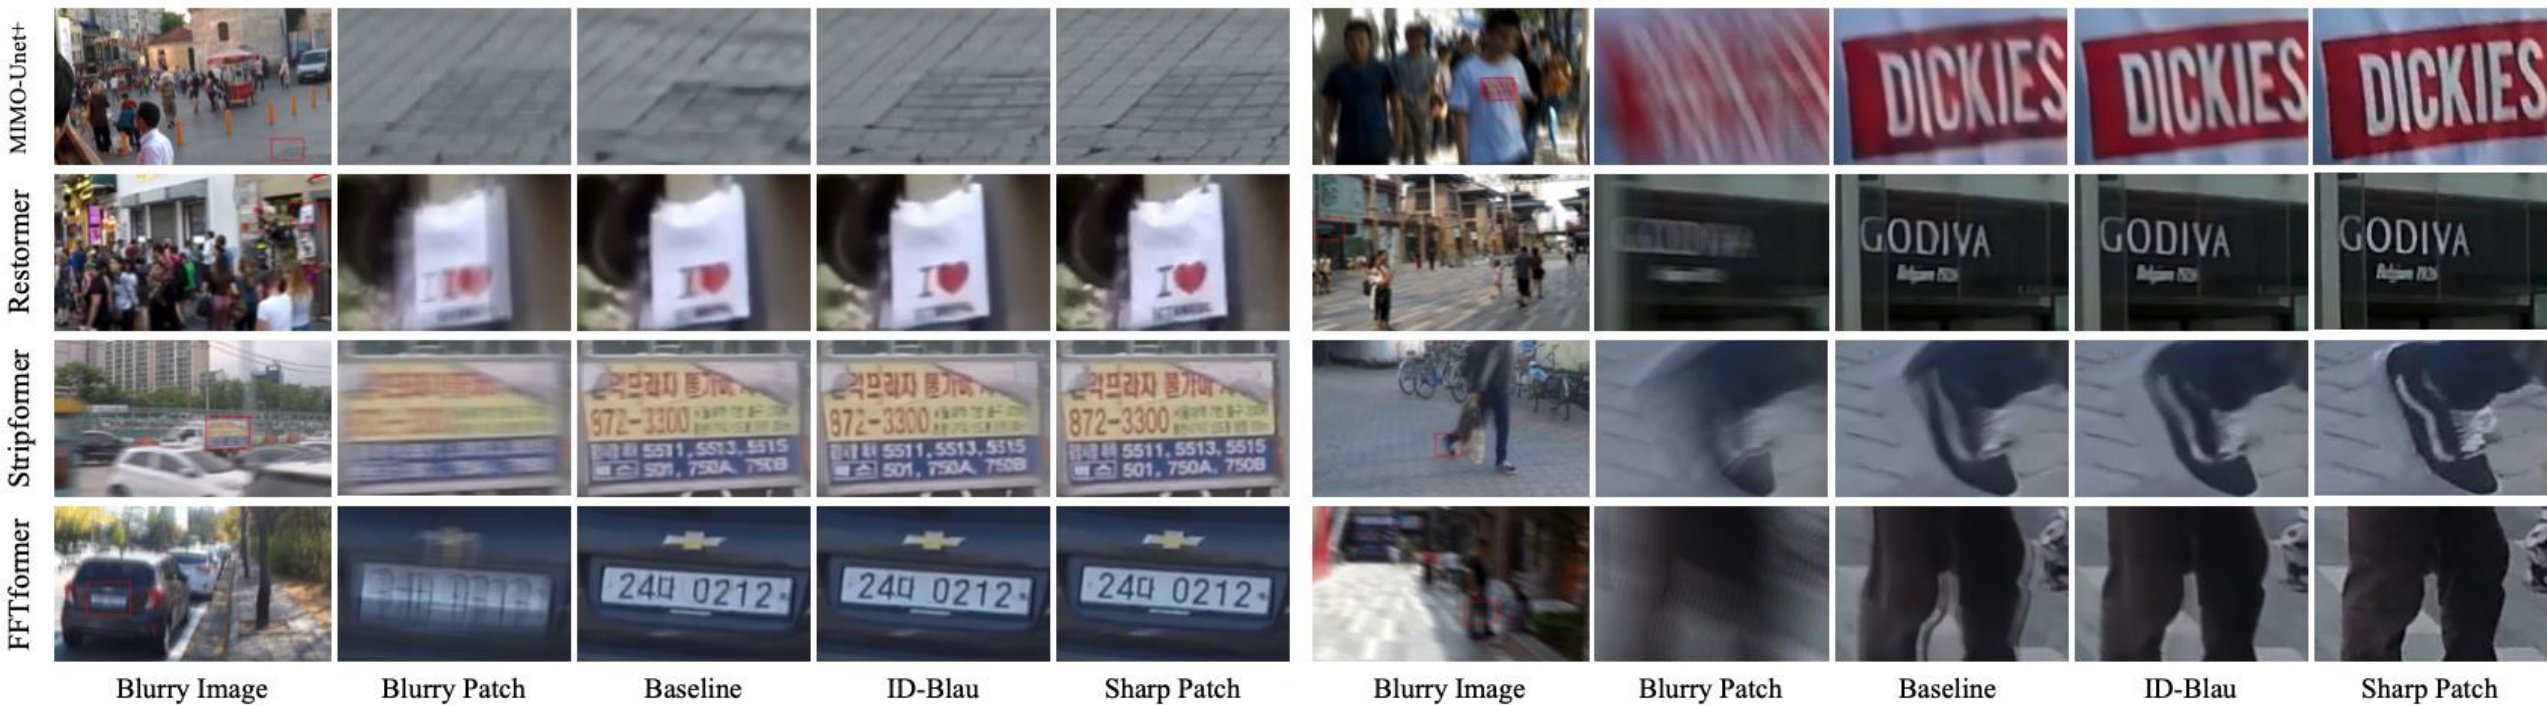 MIMO-Unet+
DICKIES
DICKIES
DICKIES
Restormer
I
I
I
I
GODIVA
GODIVA
GODIVA
Stripformer
872-3300
5511, 5513, 5515
501, 750A, 750B
872-3300
5511, 5513, 5515
501, 750A, 750B
872-3300
5511, 5513, 5515
501, 750A, 750B
FFTformer
24다 0212
24다 0212
24다 0212
Blurry Image
Blurry Patch
Baseline
ID-Blau
Sharp Patch
Blurry Image
Blurry Patch
Baseline
ID-Blau
Sharp Patch